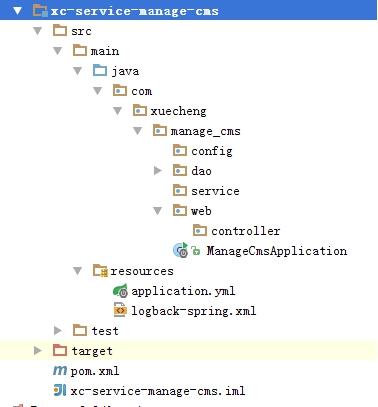 xc-service-manage-cms
src
main
java
com
xuecheng
manage_cms
config
dao
service
web
controller
ManageCmsApplication
resources
application.yml
logback-spring.xml
test
target
pom.xml
xc-service-manage-cms.iml